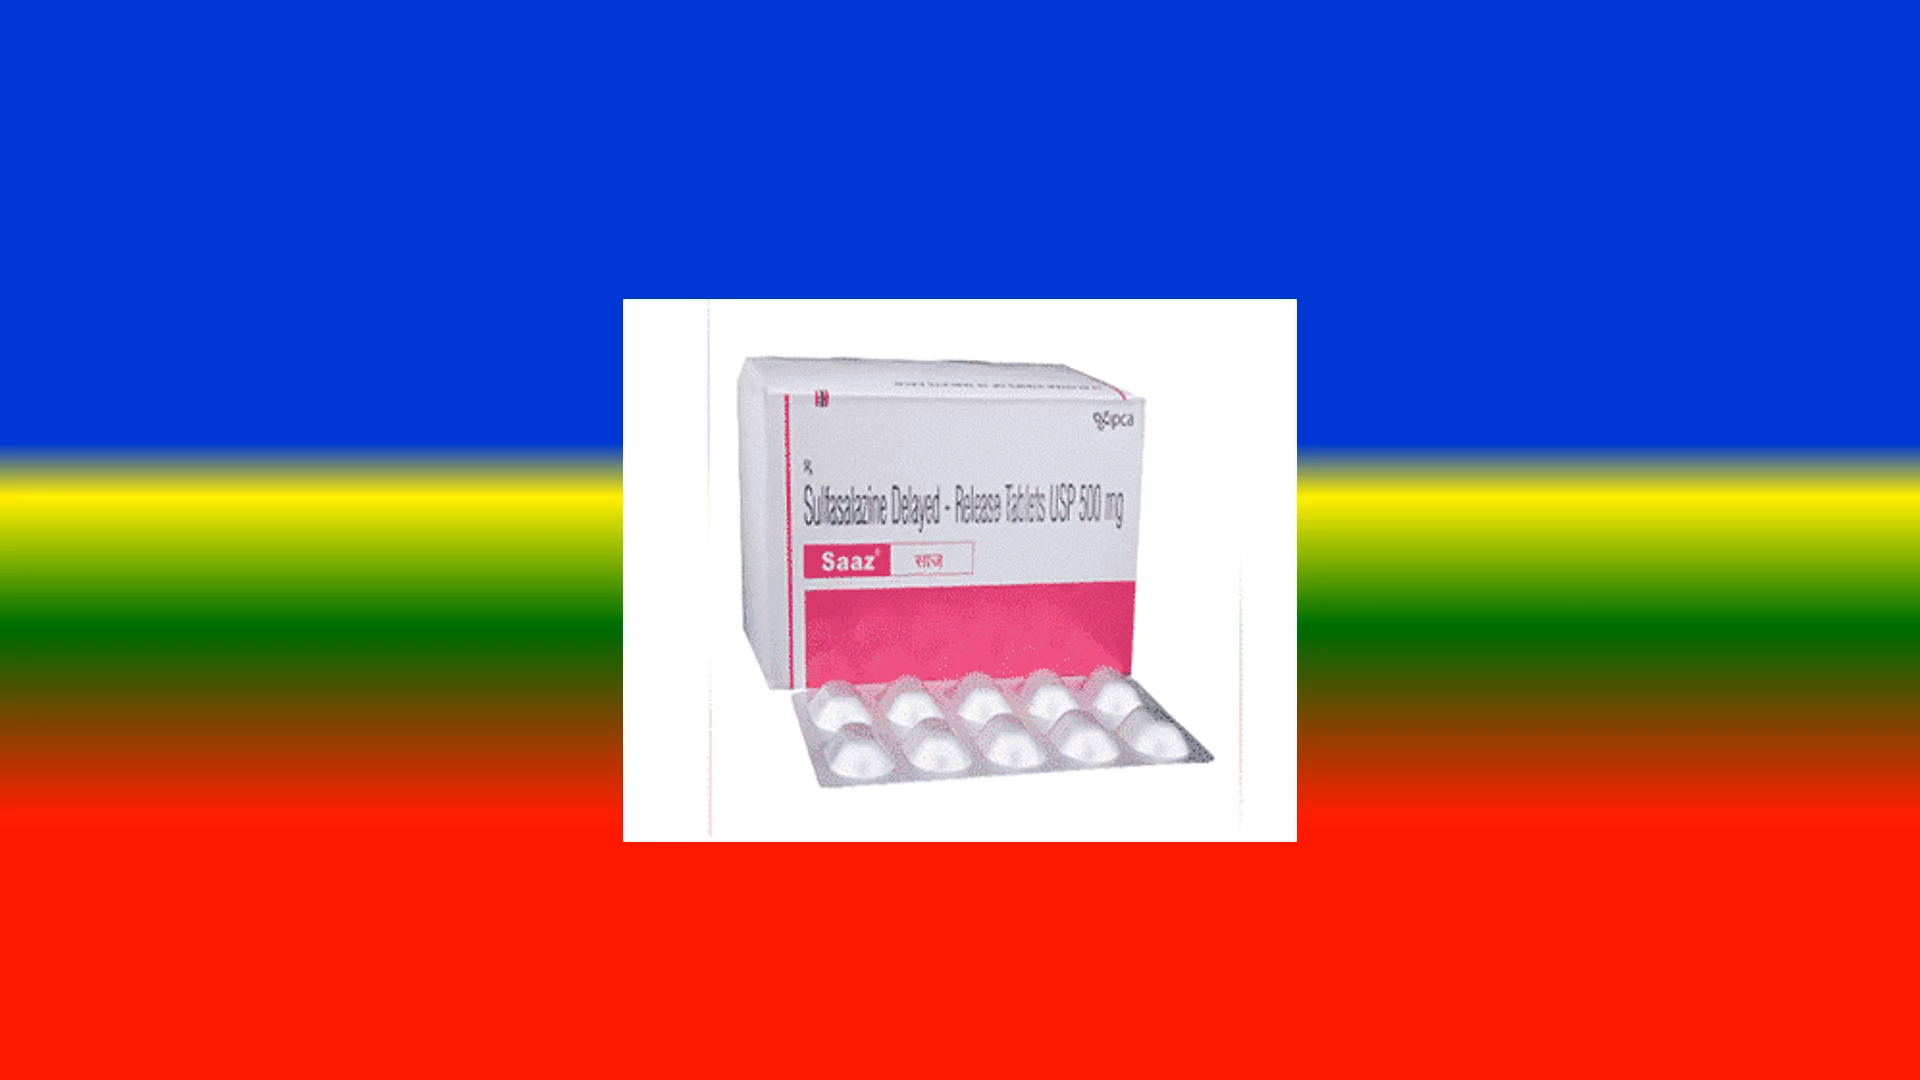 ipca
Rx
Sulfasalazine Delayed - Release Tablets USP 500 mg
Saaz® साज़